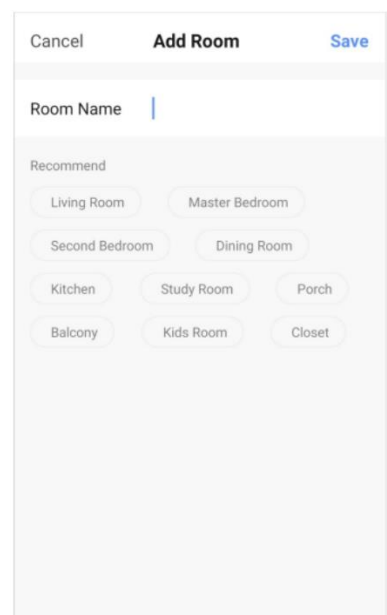 Cancel Add Room Save
Room Name
Recommend
Living Room Master Bedroom
Second Bedroom Dining Room
Kitchen Study Room Porch
Balcony Kids Room Closet